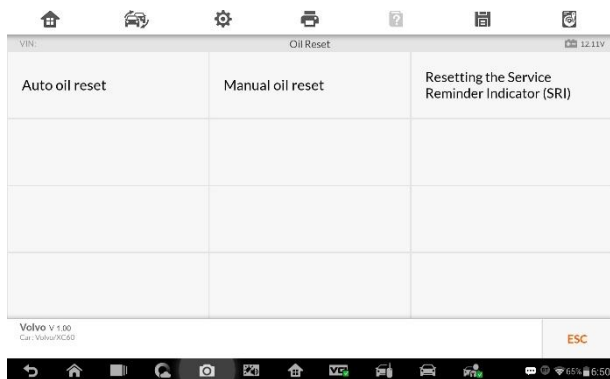 VIN:
Oil Reset
12.11V
Auto oil reset
Manual oil reset
Resetting the Service
Reminder Indicator (SRI)
Volvo V 1.00
Car: Volvo/XC60
ESC
65% 6:50